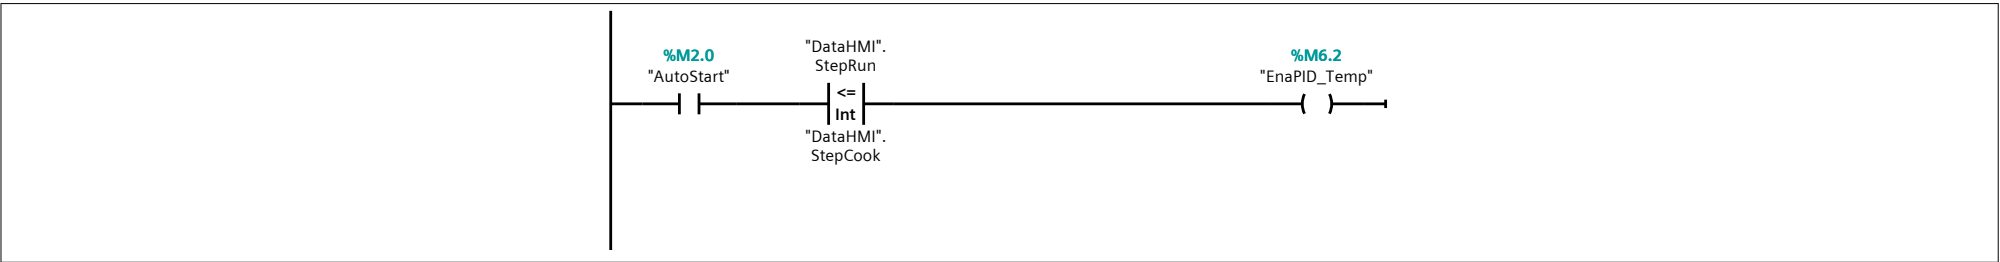 %M2.0
"AutoStart"
"DataHMI".
StepRun
<=
Int
"DataHMI".
StepCook
%M6.2
"EnaPID_Temp"